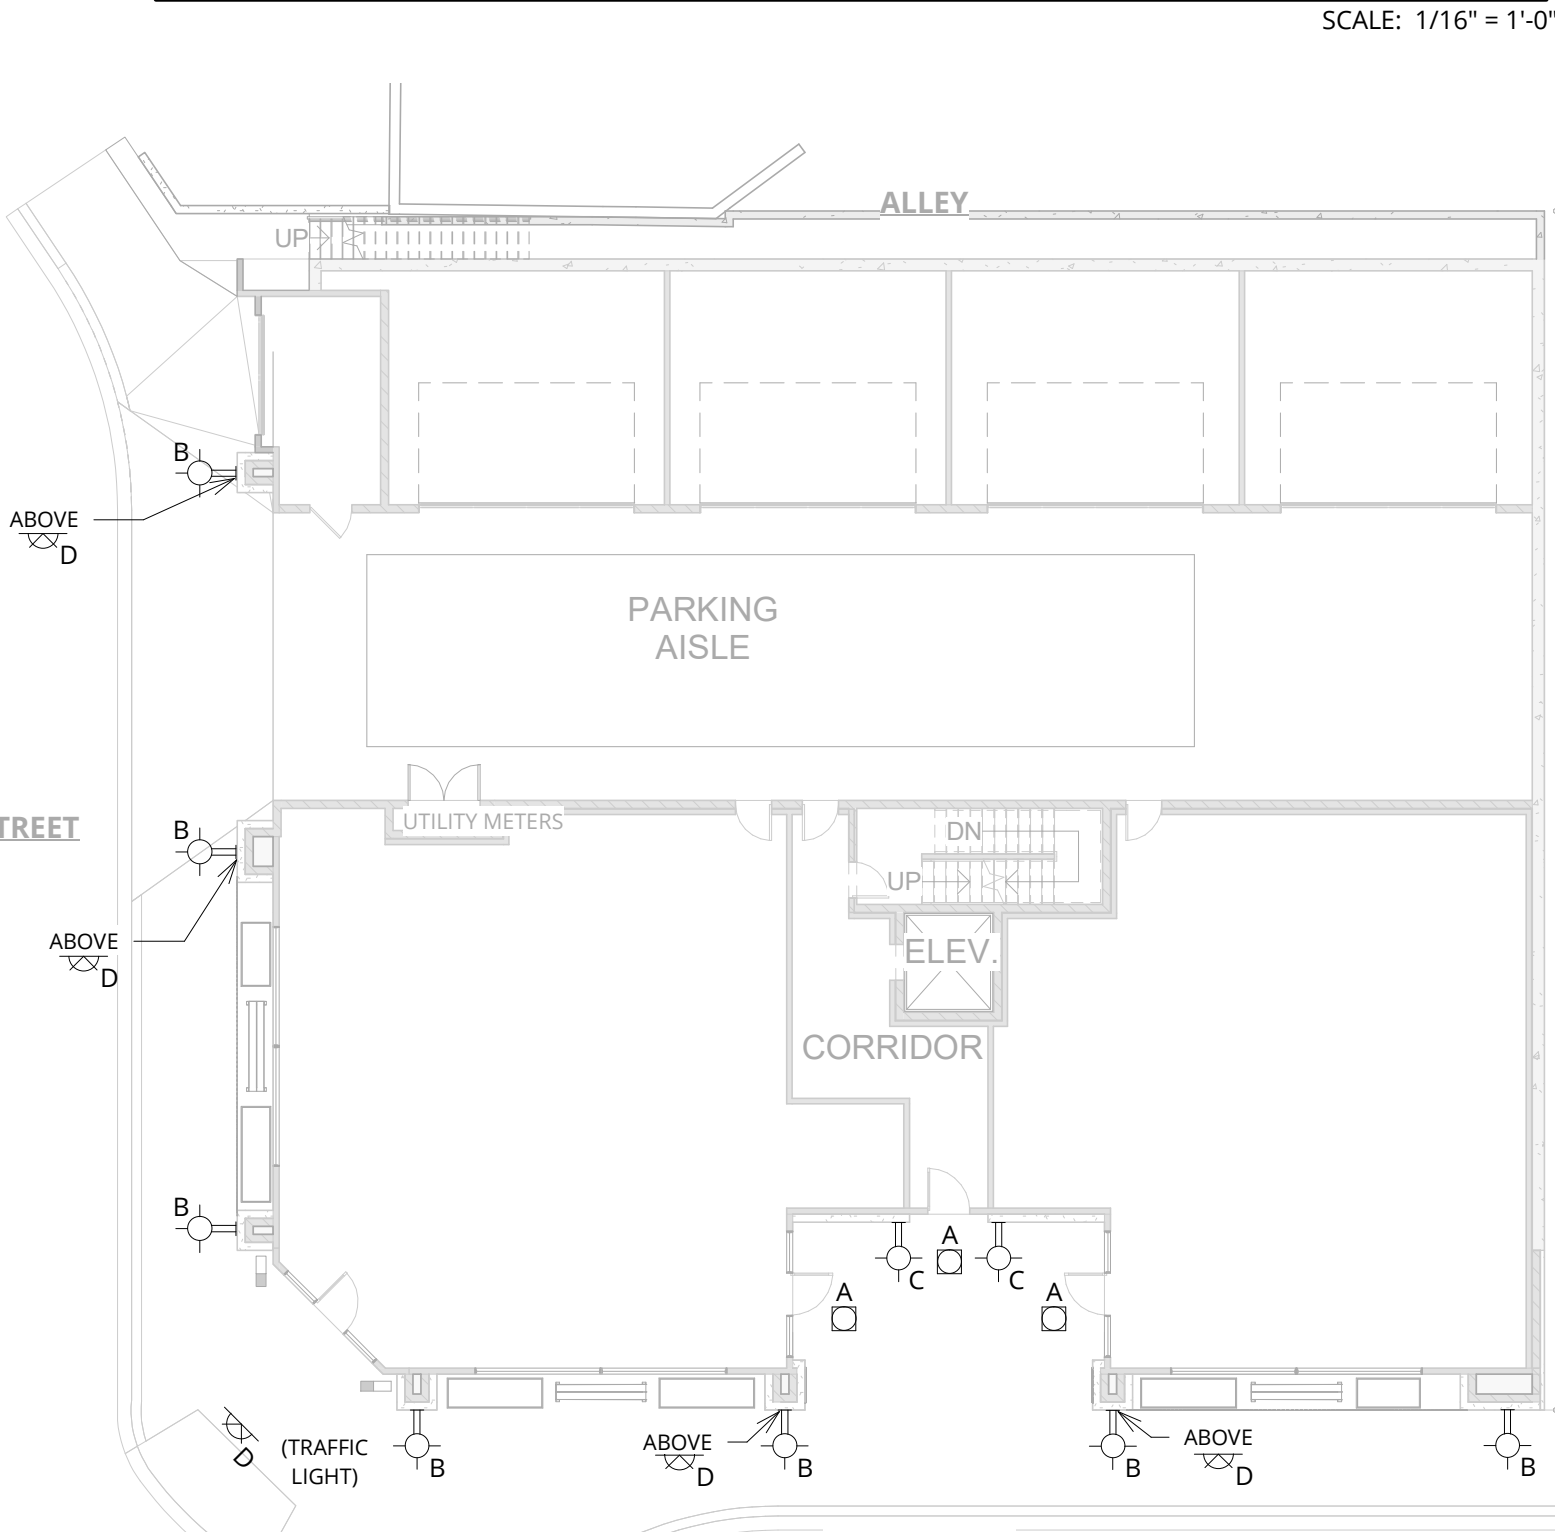 SCALE: 1/16" = 1'-0"
ALLEY
UP
B
ABOVE
D
PARKING
AISLE
UTILITY METERS
TREET
B
DN
UP
ABOVE
D
ELEV.
CORRIDOR
B
A
C
C
A
A
D
(TRAFFIC
LIGHT)
B
ABOVE
D
B
B
ABOVE
D
B